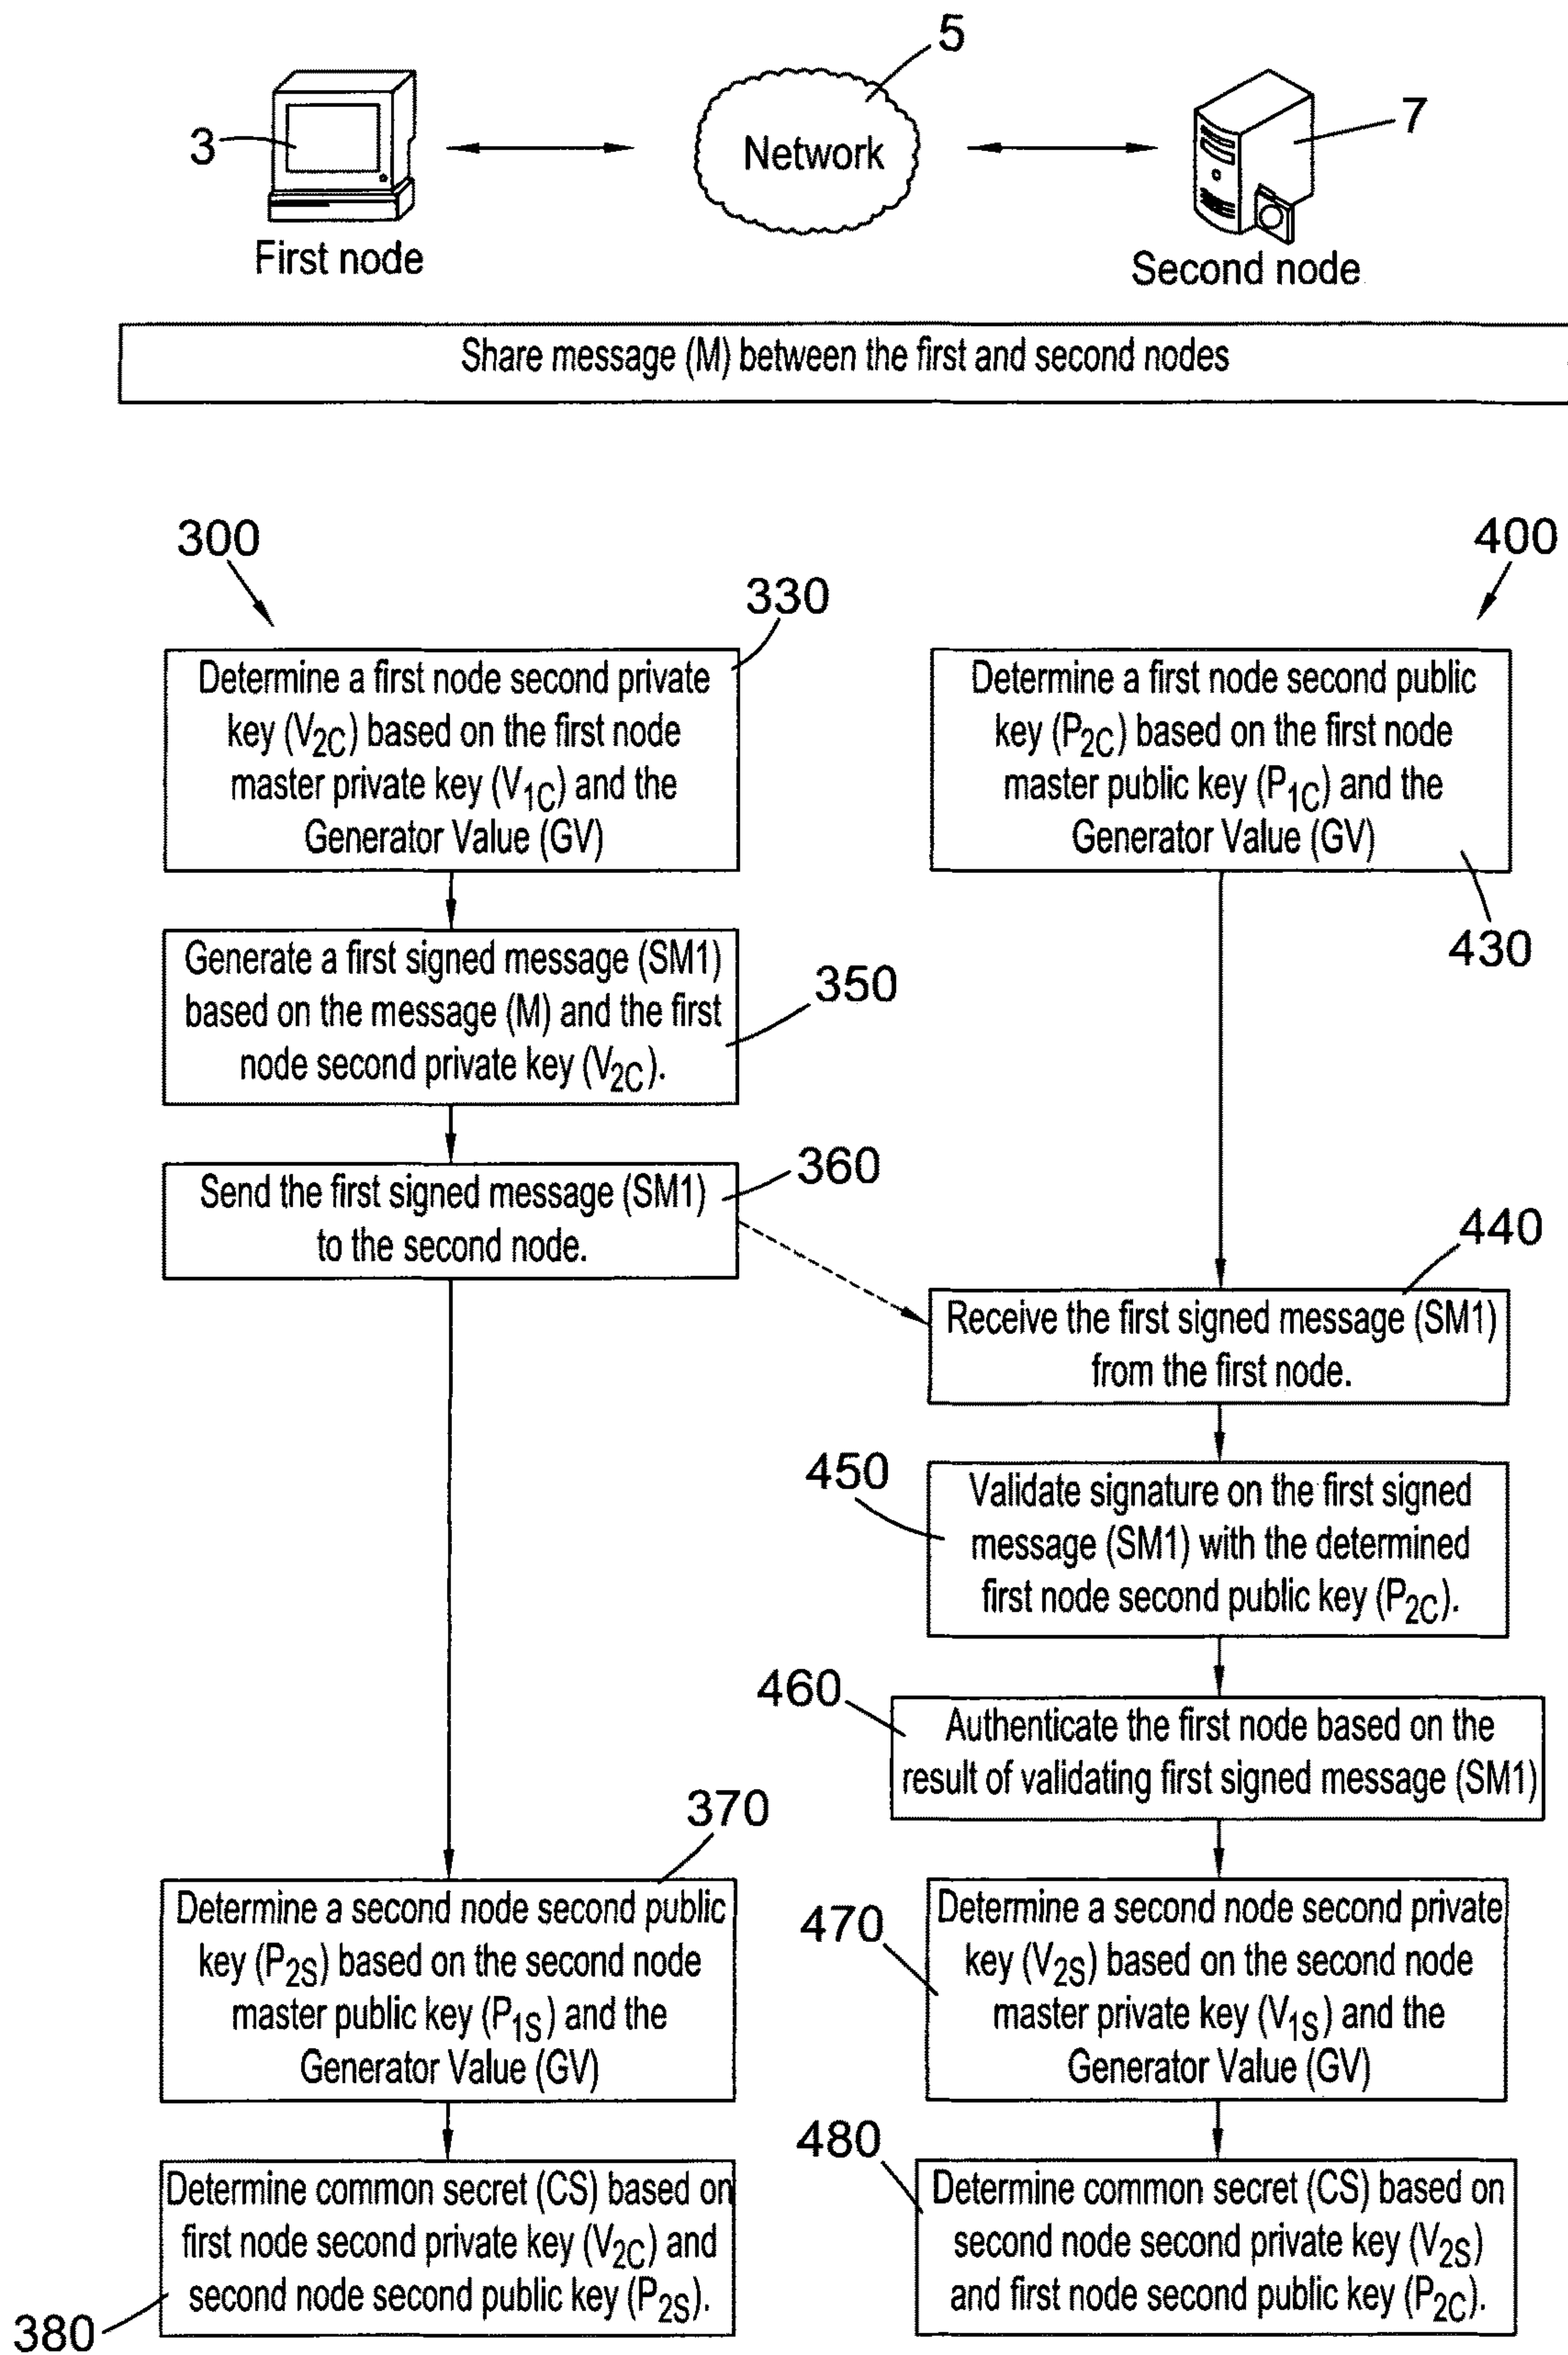 5
3
Network
7
First node
Second node
Share message (M) between the first and second nodes
300
400
330
Determine a first node second private
key (V2C) based on the first node
master private key (V1C) and the
Generator Value (GV)
Determine a first node second public
key (P2C) based on the first node
master public key (P1C) and the
Generator Value (GV)
430
Generate a first signed message (SM1)
based on the message (M) and the first
node second private key (V2C).
350
Send the first signed message (SM1)
to the second node.
360
440
Receive the first signed message (SM1)
from the first node.
450
Validate signature on the first signed
message (SM1) with the determined
first node second public key (P2C).
460
Authenticate the first node based on the
result of validating first signed message (SM1)
370
Determine a second node second public
key (P2S) based on the second node
master public key (P1S) and the
Generator Value (GV)
470
Determine a second node second private
key (V2S) based on the second node
master private key (V1S) and the
Generator Value (GV)
Determine common secret (CS) based on
first node second private key (V2C) and
second node second public key (P2S).
380
480
Determine common secret (CS) based on
second node second private key (V2S)
and first node second public key (P2C).